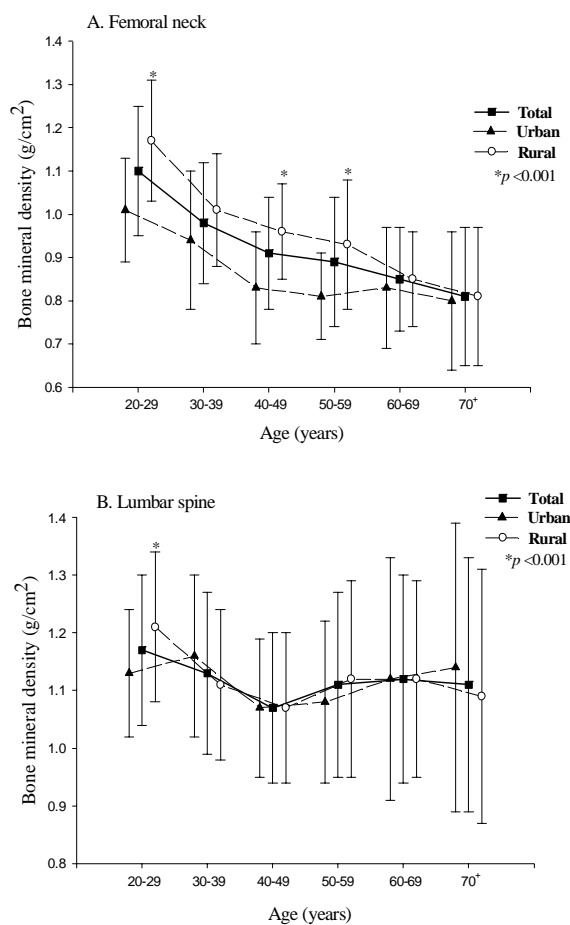 A. Femoral neck
1.4
1.3
1.2
1.1
1.0
0.9
0.8
0.7
0.6
Bone mineral density (g/cm²)
*
*
*
Total
Urban
Rural
*p <0.001
20-29 30-39 40-49 50-59 60-69 70⁺
Age (years)
B. Lumbar spine
1.4
1.3
1.2
1.1
1.0
0.9
0.8
Bone mineral density (g/cm²)
*
Total
Urban
Rural
*p <0.001
20-29 30-39 40-49 50-59 60-69 70⁺
Age (years)